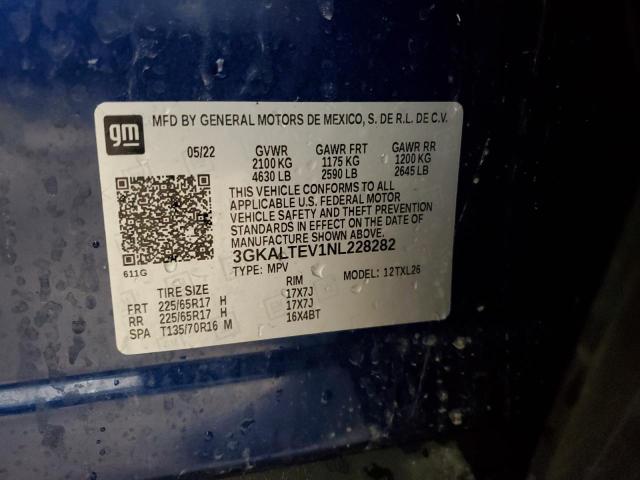 gm
MFD BY GENERAL MOTORS DE MEXICO, S. DE R.L. DE C.V.
05/22 GVWR GAWR FRT GAWR RR
2100 KG 1175 KG 1200 KG
4630 LB 2590 LB 2645 LB
THIS VEHICLE CONFORMS TO ALL
APPLICABLE U.S. FEDERAL MOTOR
VEHICLE SAFETY AND THEFT PREVENTION
STANDARDS IN EFFECT ON THE DATE OF
MANUFACTURE SHOWN ABOVE.
3GKALTEV1NL228282
611G TYPE: MPV MODEL: 12TXL26
TIRE SIZE RIM
FRT 225/65R17 H 17X7J
RR 225/65R17 H 17X7J
SPA T135/70R16 M 16X4BT